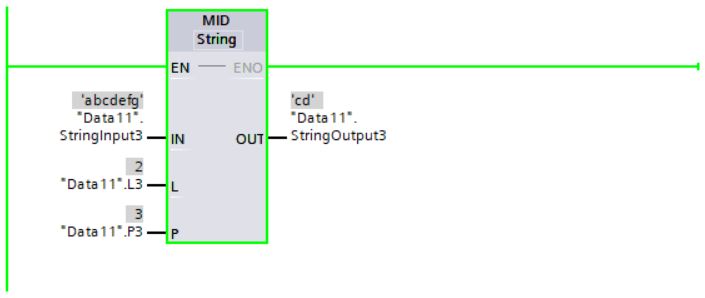 MID
String
EN ENO
'abcdefg' 'cd'
"Data11". "Data11".
StringInput3 IN OUT StringOutput3
2
"Data11".L3 L
3
"Data11".P3 P